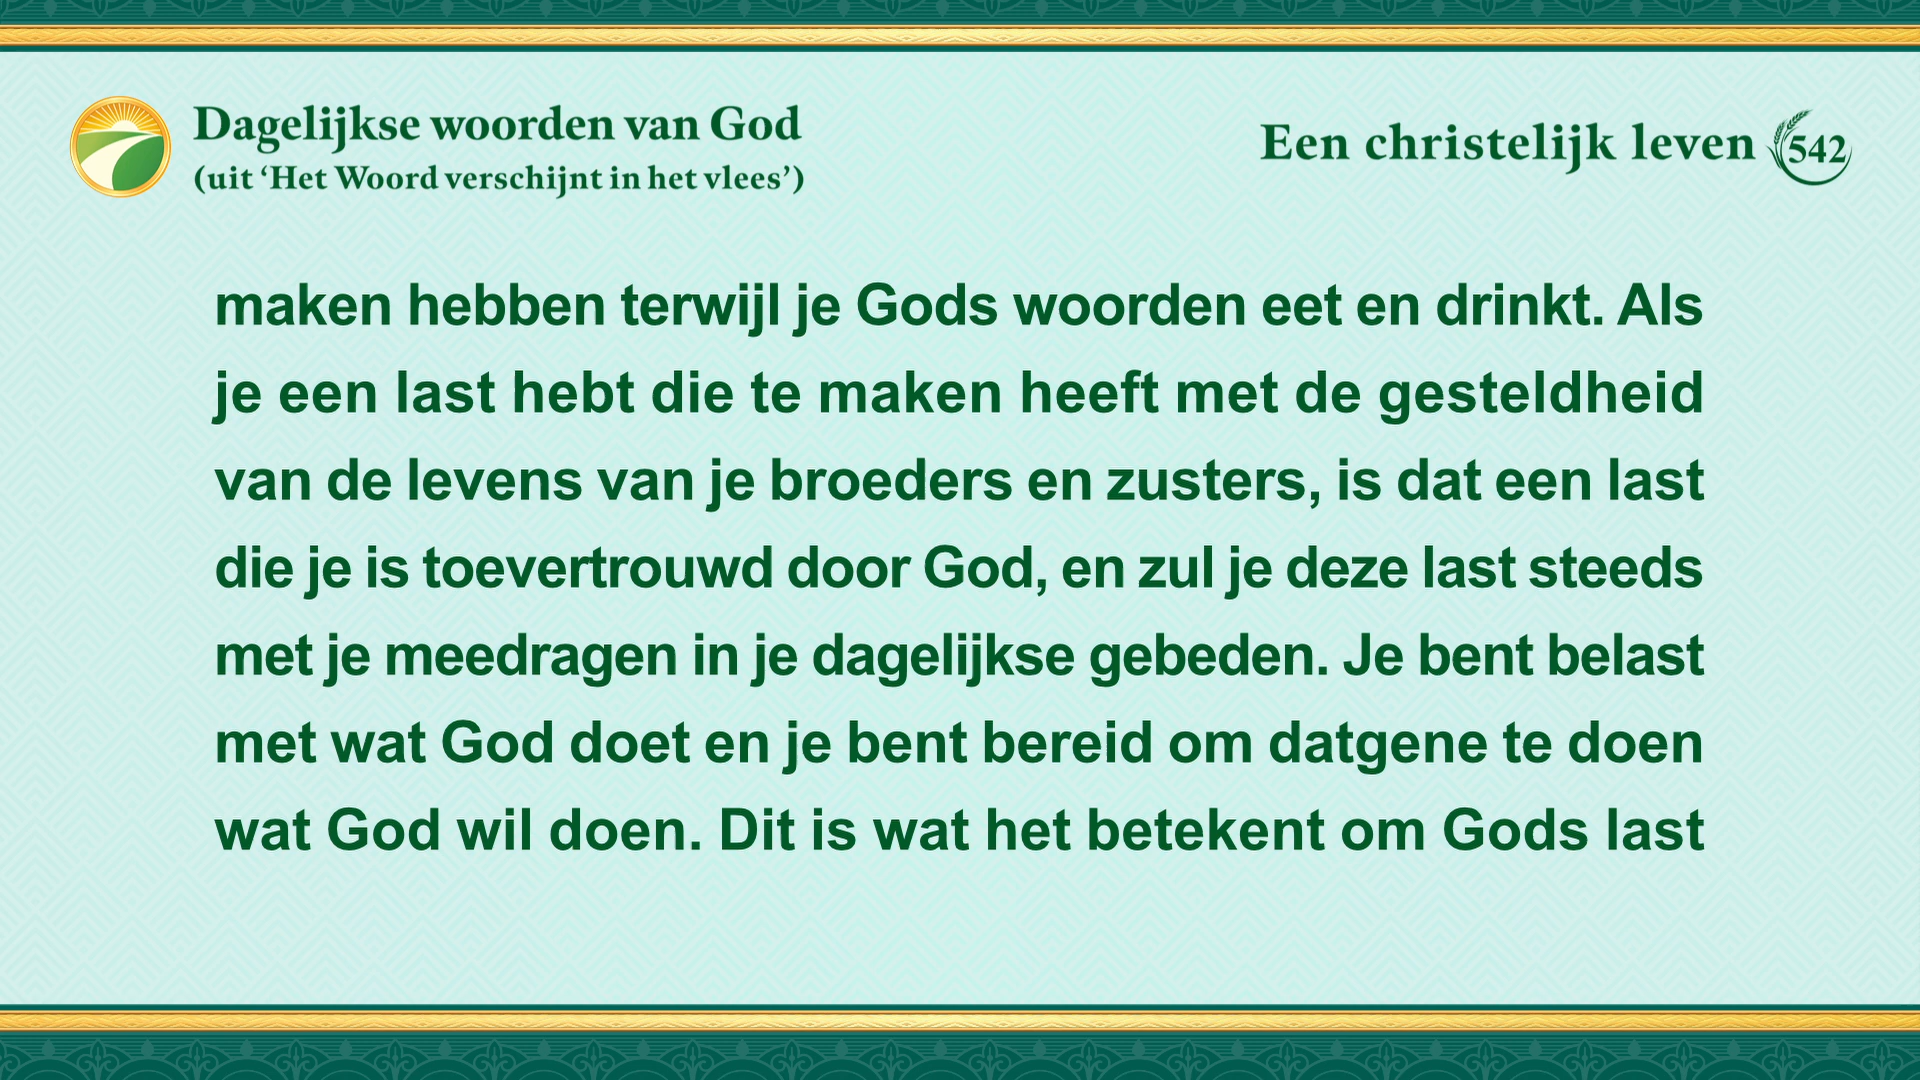 Dagelijkse woorden van God
(uit ‘Het Woord verschijnt in het vlees’)
Een christelijk leven 542
maken hebben terwijl je Gods woorden eet en drinkt. Als
je een last hebt die te maken heeft met de gesteldheid
van de levens van je broeders en zusters, is dat een last
die je is toevertrouwd door God, en zul je deze last steeds
met je meedragen in je dagelijkse gebeden. Je bent belast
met wat God doet en je bent bereid om datgene te doen
wat God wil doen. Dit is wat het betekent om Gods last